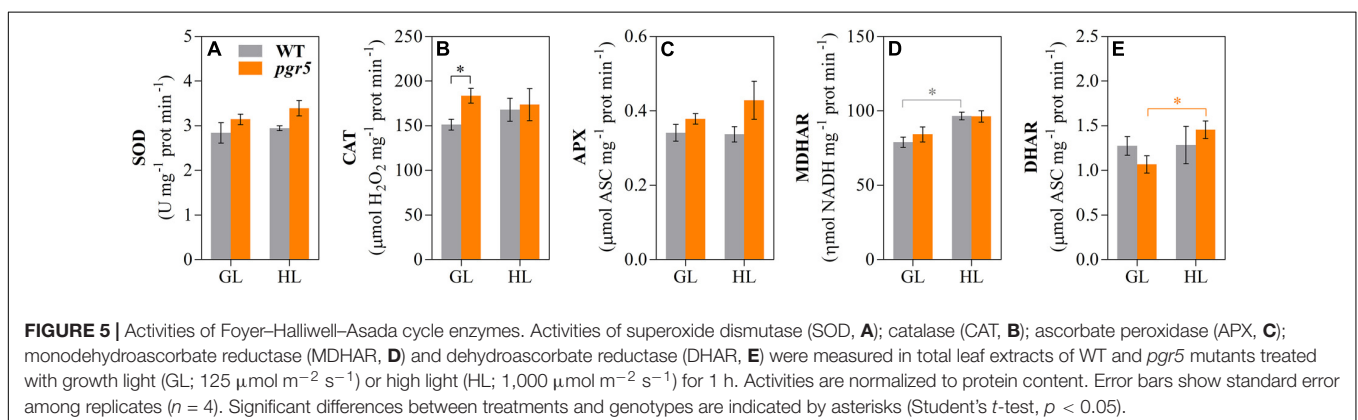 A
WT
pgr5
SOD
(U mg⁻¹ prot min⁻¹)
5
4
3
2
1
0
GL HL
B
*
CAT
(μmol H₂O₂ mg⁻¹ prot min⁻¹)
250
200
150
100
50
0
GL HL
C
APX
(μmol ASC mg⁻¹ prot min⁻¹)
0.6
0.4
0.2
0.0
GL HL
D
*
MDHAR
(ηmol NADH mg⁻¹ prot min⁻¹)
150
100
50
0
GL HL
E
*
DHAR
(μmol ASC mg⁻¹ prot min⁻¹)
2.5
2.0
1.5
1.0
0.5
0.0
GL HL
FIGURE 5 | Activities of Foyer–Halliwell–Asada cycle enzymes. Activities of superoxide dismutase (SOD, A); catalase (CAT, B); ascorbate peroxidase (APX, C);
monodehydroascorbate reductase (MDHAR, D) and dehydroascorbate reductase (DHAR, E) were measured in total leaf extracts of WT and pgr5 mutants treated
with growth light (GL; 125 μmol m⁻² s⁻¹) or high light (HL; 1,000 μmol m⁻² s⁻¹) for 1 h. Activities are normalized to protein content. Error bars show standard error
among replicates (n = 4). Significant differences between treatments and genotypes are indicated by asterisks (Student's t-test, p < 0.05).